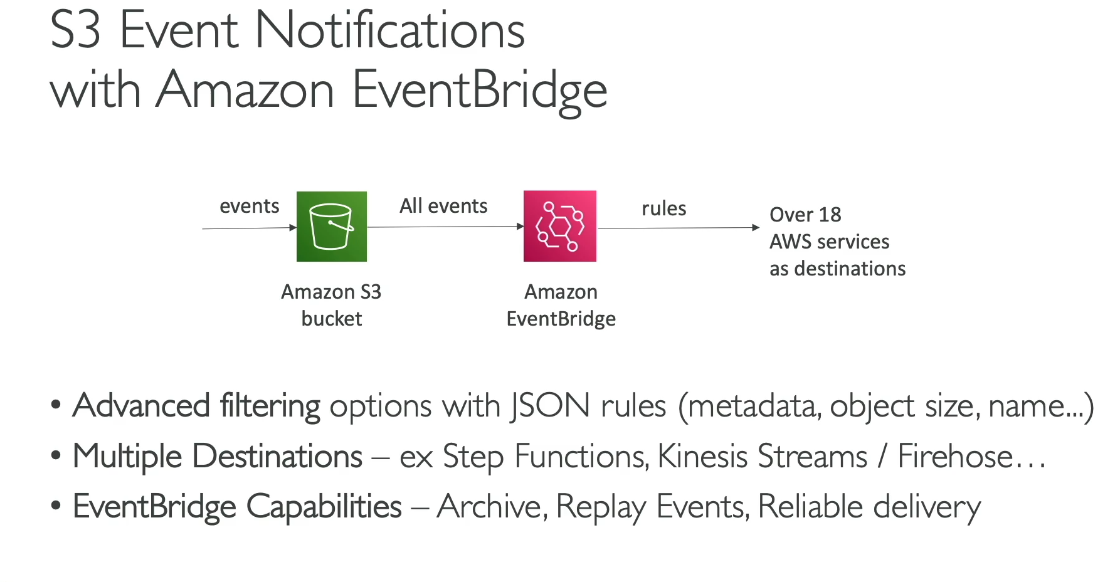 S3 Event Notifications
with Amazon EventBridge
events
All events
rules
Over 18
AWS services
as destinations
Amazon S3
bucket
Amazon
EventBridge
• Advanced filtering options with JSON rules (metadata, object size, name...)
• Multiple Destinations – ex Step Functions, Kinesis Streams / Firehose…
• EventBridge Capabilities – Archive, Replay Events, Reliable delivery